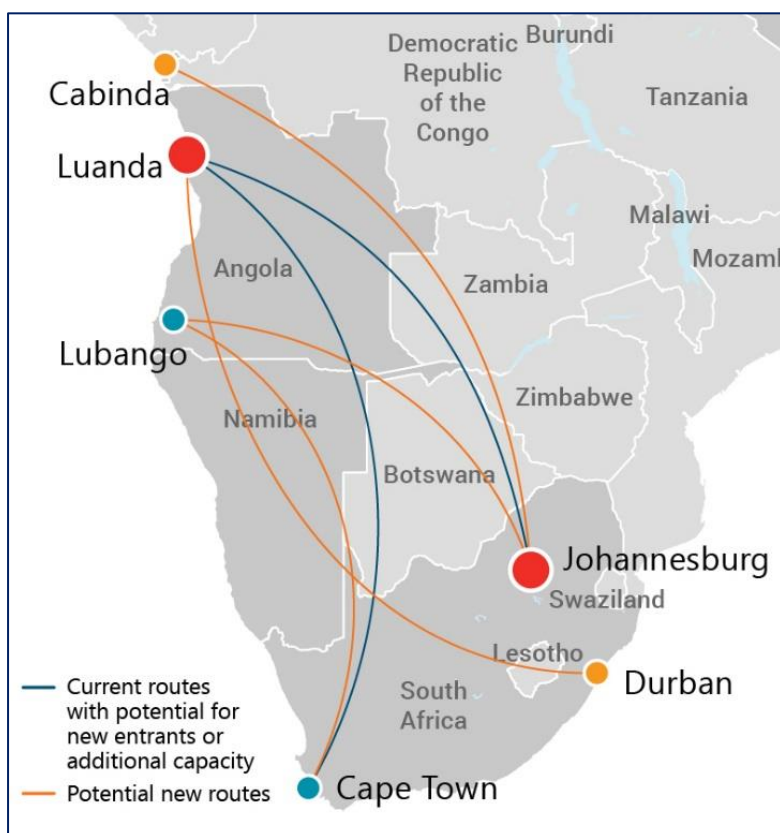 Democratic
Republic
of the
Congo
Burundi
Tanzania
Cabinda
Luanda
Malawi
Mozaml
Angola
Zambia
Lubango
Zimbabwe
Namibia
Botswana
Johannesburg
Swaziland
Lesotho
Durban
South
Africa
Current routes
with potential for
new entrants or
additional capacity
Potential new routes
Cape Town